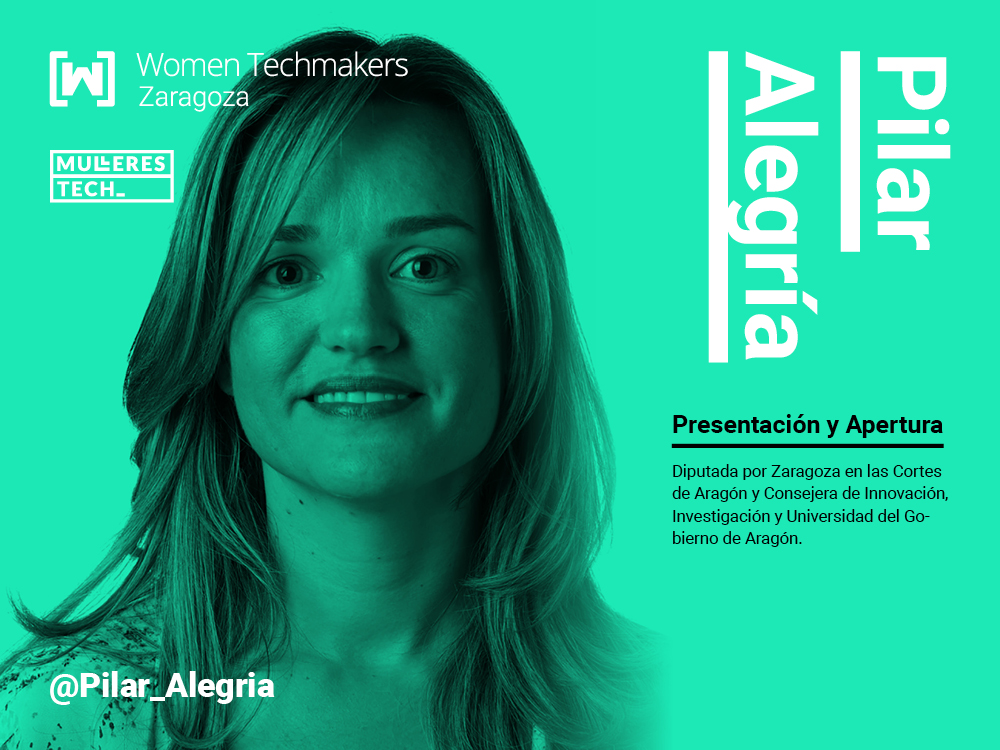 Women Techmakers
Zaragoza
MULLERES
TECH_
Pilar
Alegría
Presentación y Apertura
Diputada por Zaragoza en las Cortes
de Aragón y Consejera de Innovación,
Investigación y Universidad del Go-
bierno de Aragón.
@Pilar_Alegria